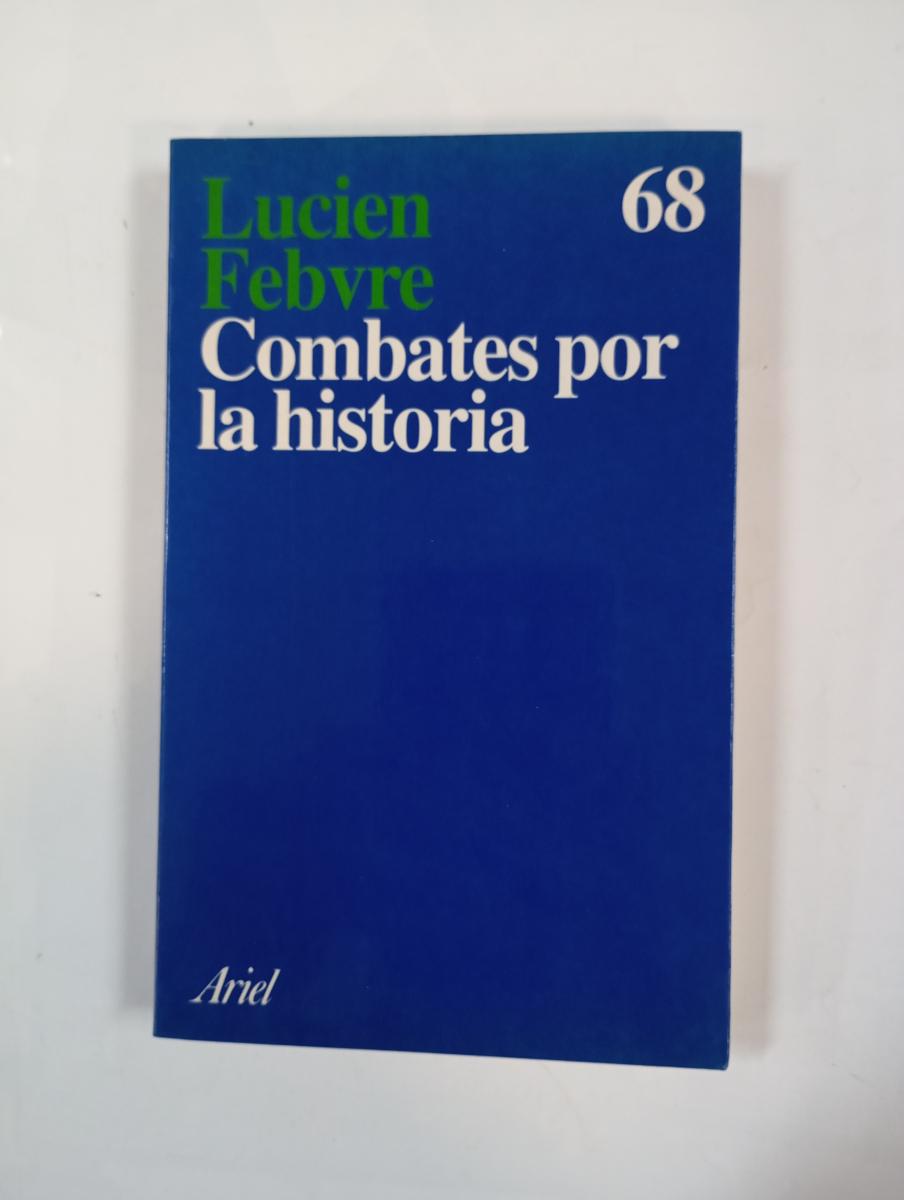 Lucien
Febvre
68
Combates por
la historia
Ariel